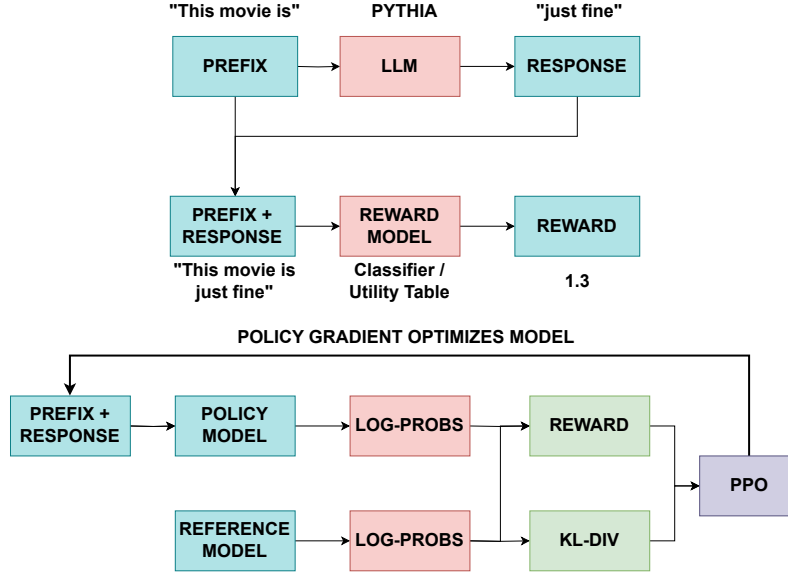 "This movie is"
PYTHIA
"just fine"
PREFIX
LLM
RESPONSE
PREFIX +
RESPONSE
REWARD
MODEL
REWARD
"This movie is
just fine"
Classifier /
Utility Table
1.3
POLICY GRADIENT OPTIMIZES MODEL
PREFIX +
RESPONSE
POLICY
MODEL
LOG-PROBS
REWARD
PPO
REFERENCE
MODEL
LOG-PROBS
KL-DIV